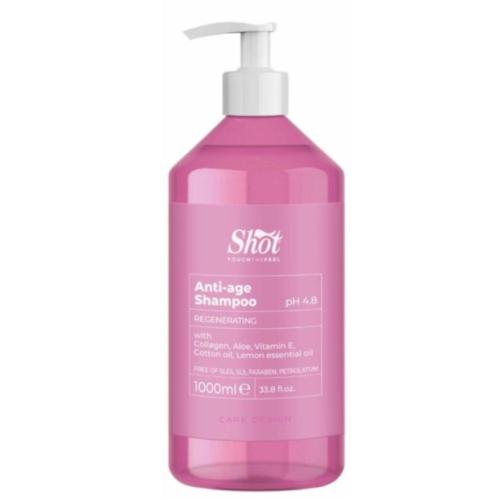 Shot
TOUCH THE FEEL
Anti-age
Shampoo
pH 4.8
REGENERATING
with
Collagen, Aloe, Vitamin E,
Cotton oil, Lemon essential oil
FREE OF SLES, SLS, PARABEN, PETROLATUM
1000ml e
33.8 fl.oz.
CARE DESIGN